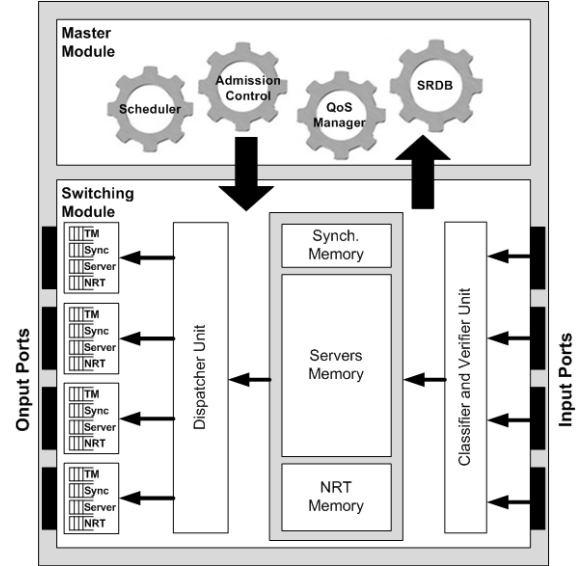 Master
Module
Scheduler
Admission
Control
QoS
Manager
SRDB
Switching
Module
TM
Sync
Server
NRT
TM
Sync
Server
NRT
TM
Sync
Server
NRT
TM
Sync
Server
NRT
Onput Ports
Dispatcher Unit
Synch.
Memory
Servers
Memory
NRT
Memory
Classifier and Verifier Unit
Input Ports